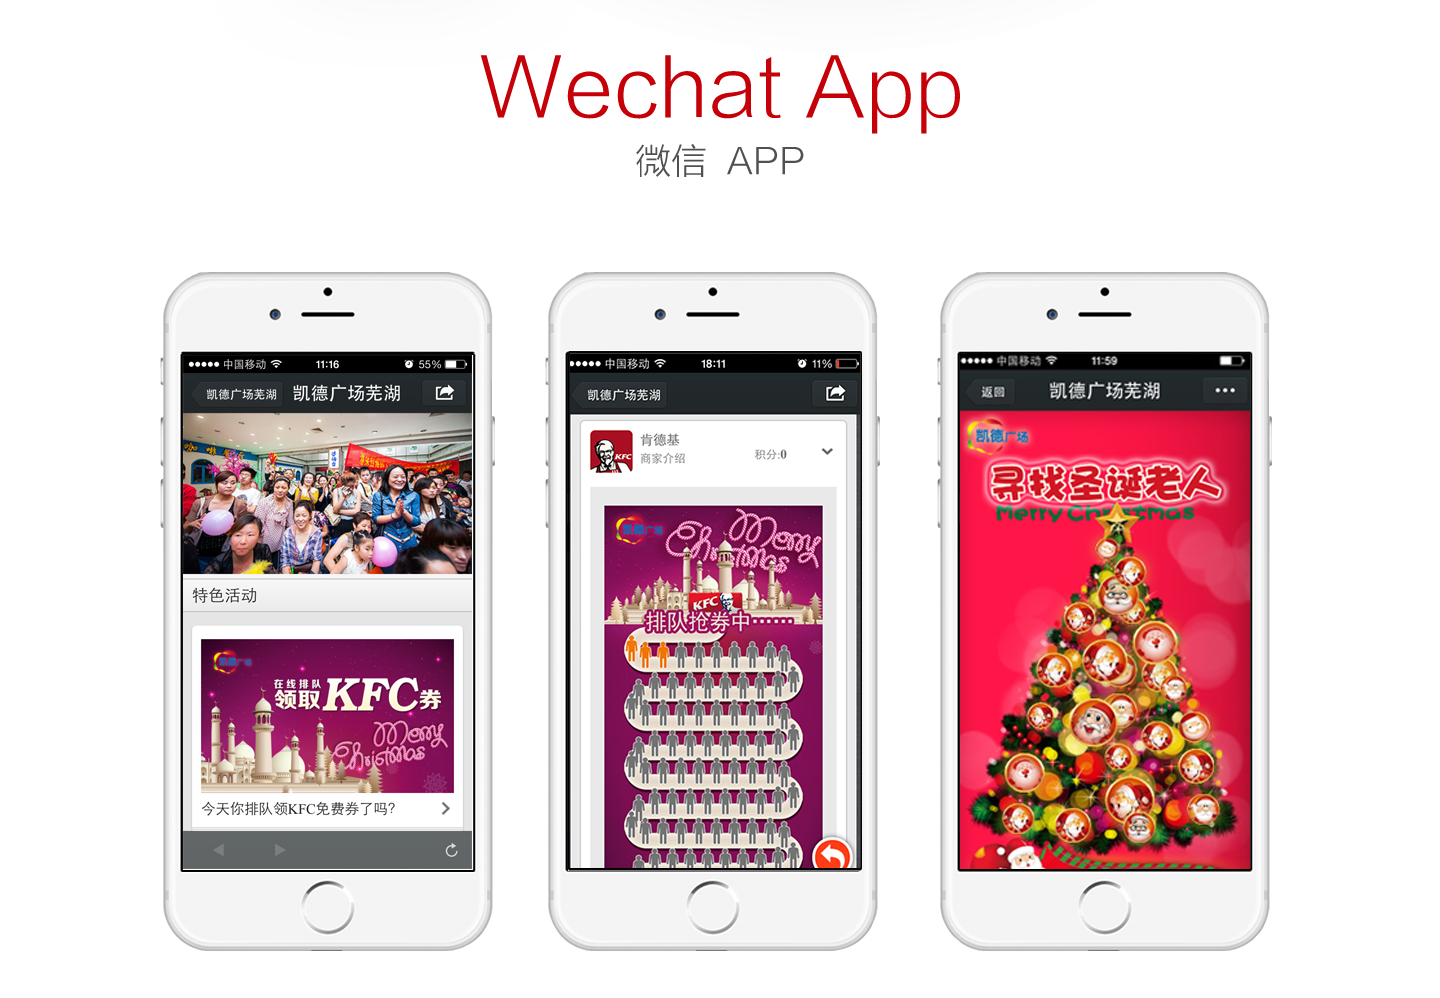 Wechat App
微信 APP
中国移动 11:16 55%
凯德广场芜湖 凯德广场芜湖
特色活动
凯德广场
在线排队
领取KFC券
Merry
Christmas
今天你排队领KFC免费券了吗?
中国移动 18:11 11%
凯德广场芜湖
KFC
肯德基
商家介绍
积分:0
凯德广场
Merry
Christmas
KFC
排队抢券中······
中国移动 11:59
返回 凯德广场芜湖
凯德广场
寻找圣诞老人
Merry Christmas